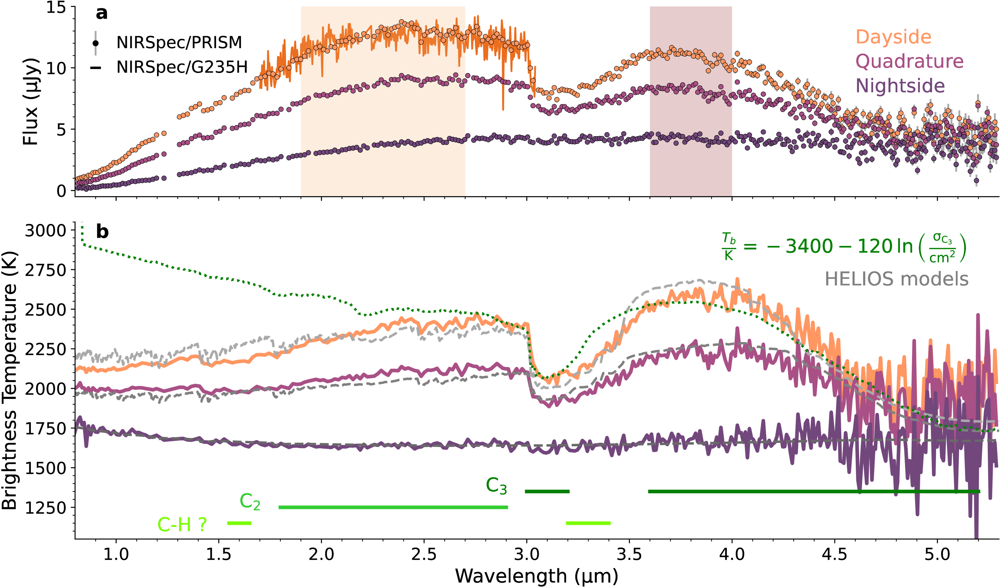 a
NIRSpec/PRISM
NIRSpec/G235H
Dayside
Quadrature
Nightside
Flux (μJy)
15
10
5
0
b
T_b/K = − 3400 − 120 ln (σ_C₃/cm²)
HELIOS models
Brightness Temperature (K)
3000
2750
2500
2250
2000
1750
1500
1250
C₃
C₂
C-H ?
1.0 1.5 2.0 2.5 3.0 3.5 4.0 4.5 5.0
Wavelength (μm)